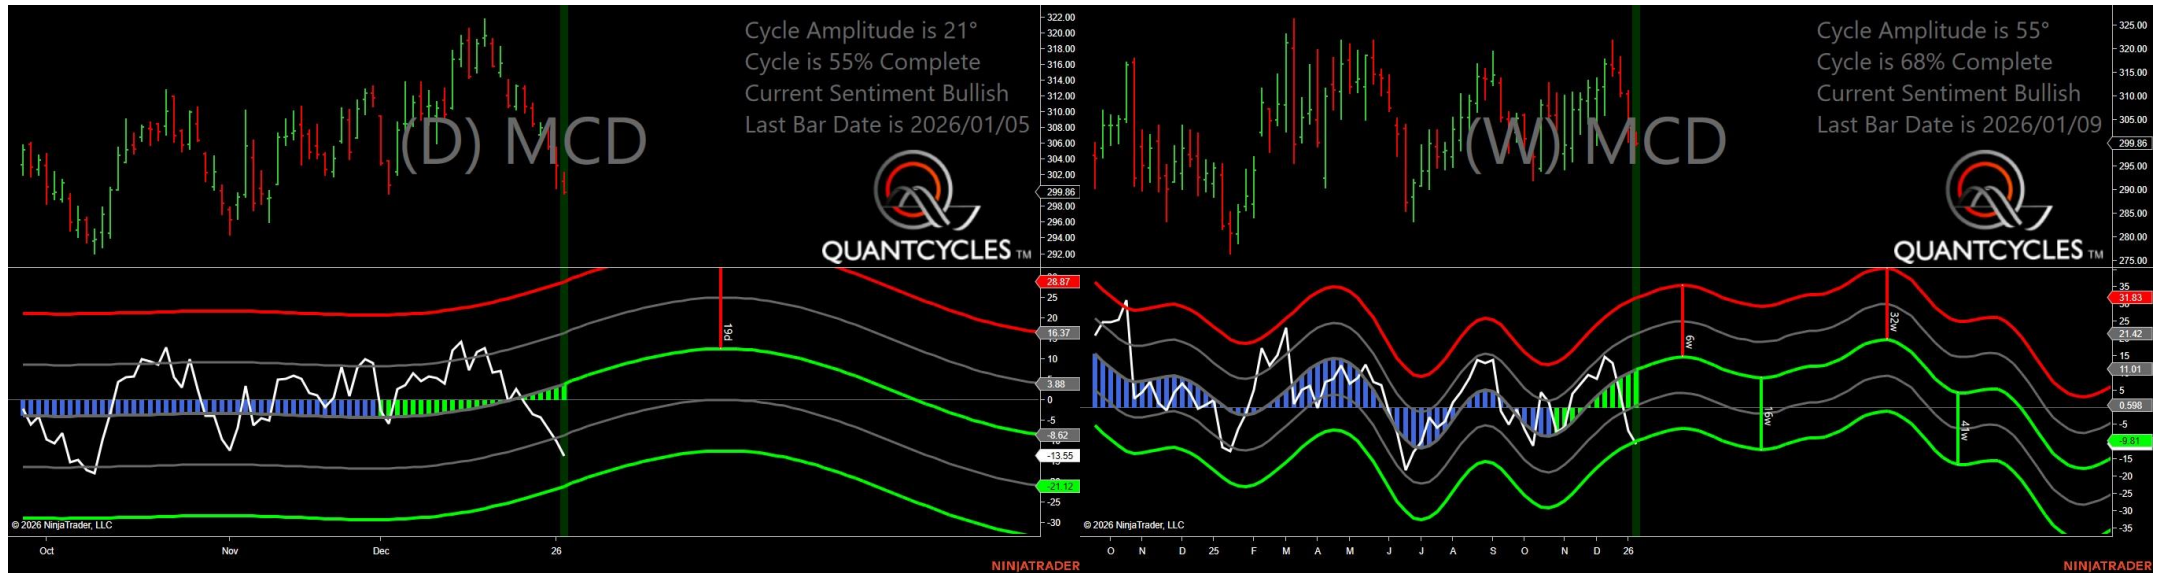 Cycle Amplitude is 21°
Cycle is 55% Complete
Current Sentiment Bullish
Last Bar Date is 2026/01/05
(D) MCD
QUANTCYCLES TM
322.00
320.00
318.00
316.00
314.00
312.00
310.00
308.00
306.00
304.00
302.00
299.86
298.00
296.00
294.00
292.00
28.87
25
20
16.37
10
3.88
0
-5
-8.62
-13.55
-21.12
-25
-30
19d
© 2026 NinjaTrader, LLC
Oct
Nov
Dec
26
NINJATRADER
Cycle Amplitude is 55°
Cycle is 68% Complete
Current Sentiment Bullish
Last Bar Date is 2026/01/09
(W) MCD
QUANTCYCLES TM
325.00
320.00
315.00
310.00
305.00
299.86
295.00
290.00
285.00
280.00
275.00
35
31.83
21.42
15
11.01
5
0.598
-5
-9.81
-15
-20
-25
-30
-35
6w
16w
32w
41w
© 2026 NinjaTrader, LLC
O
N
D
25
F
M
A
M
J
J
A
S
O
N
D
26
NINJATRADER